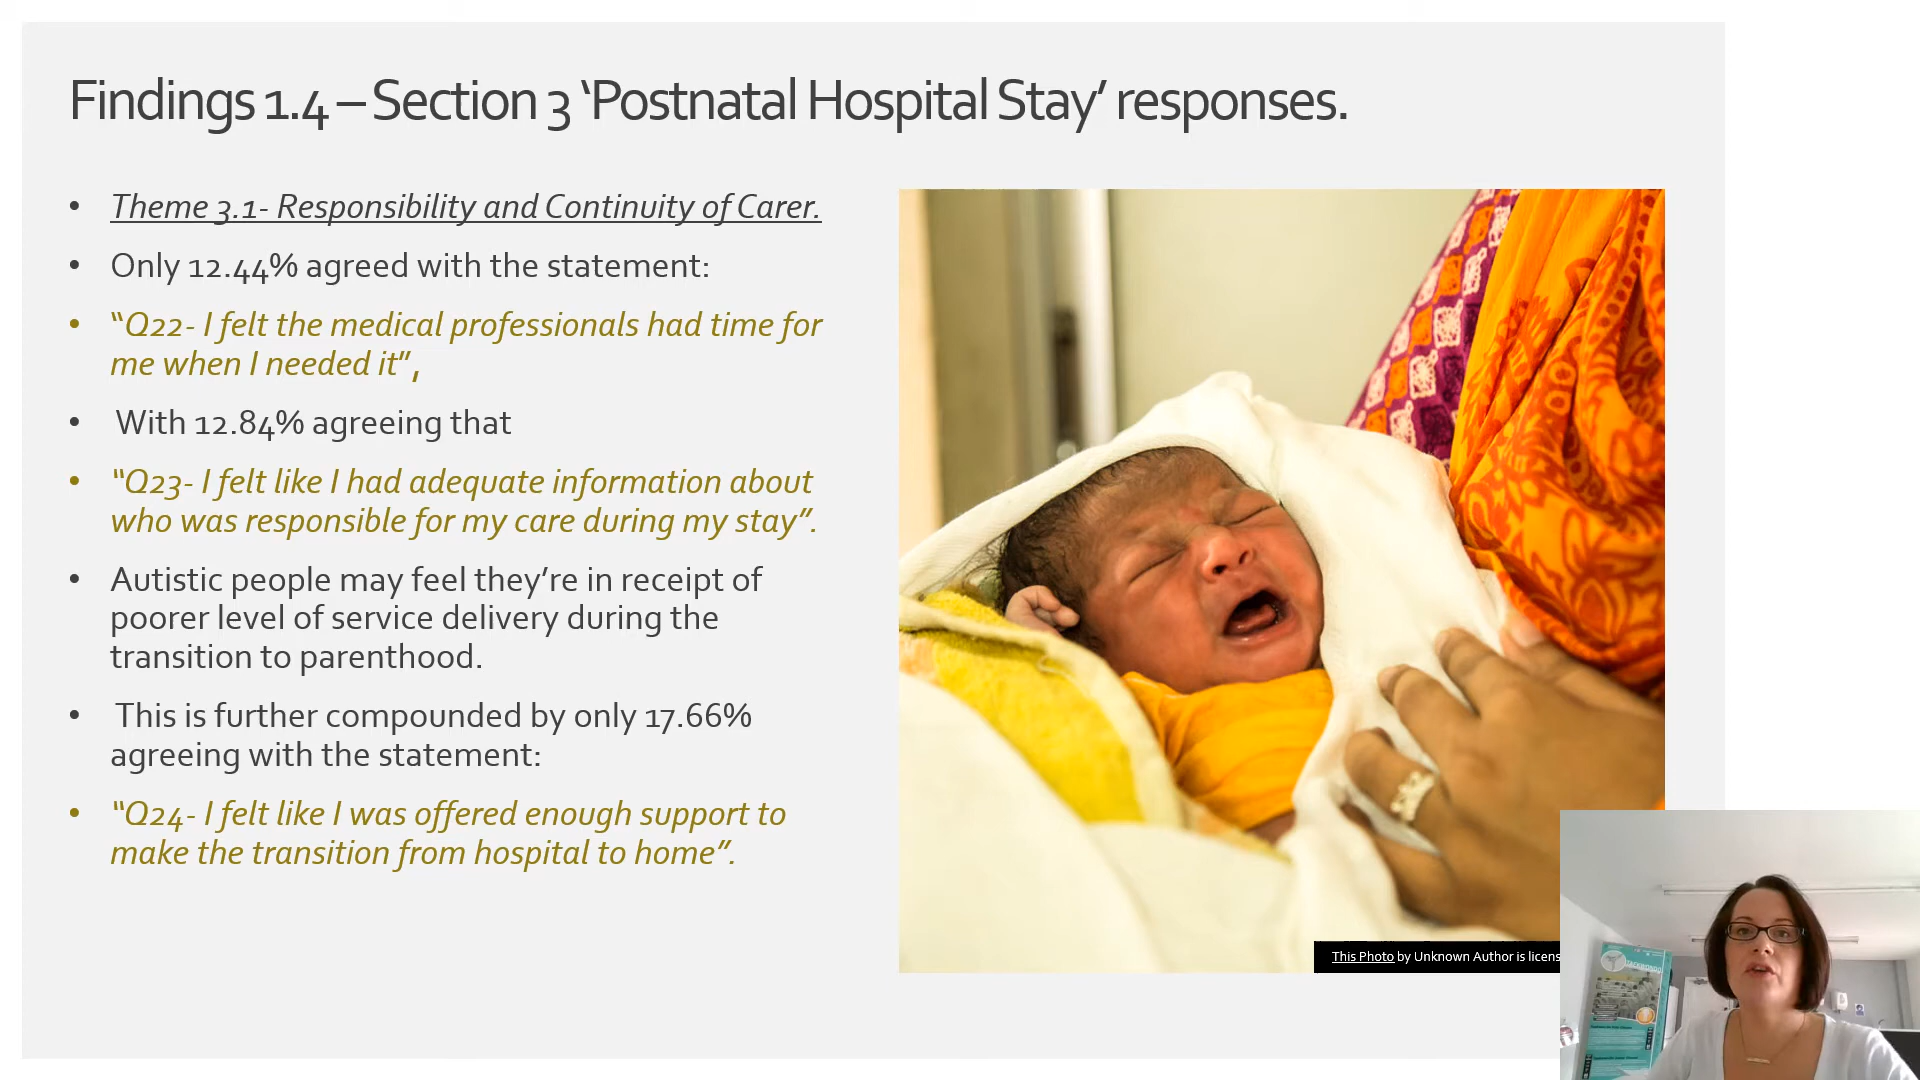 Findings 1.4 – Section 3 ‘Postnatal Hospital Stay’ responses.
• Theme 3.1- Responsibility and Continuity of Carer.
• Only 12.44% agreed with the statement:
• “Q22- I felt the medical professionals had time for
me when I needed it”,
• With 12.84% agreeing that
• “Q23- I felt like I had adequate information about
who was responsible for my care during my stay”.
• Autistic people may feel they’re in receipt of
poorer level of service delivery during the
transition to parenthood.
• This is further compounded by only 17.66%
agreeing with the statement:
• “Q24- I felt like I was offered enough support to
make the transition from hospital to home”.
This Photo by Unknown Author is licens